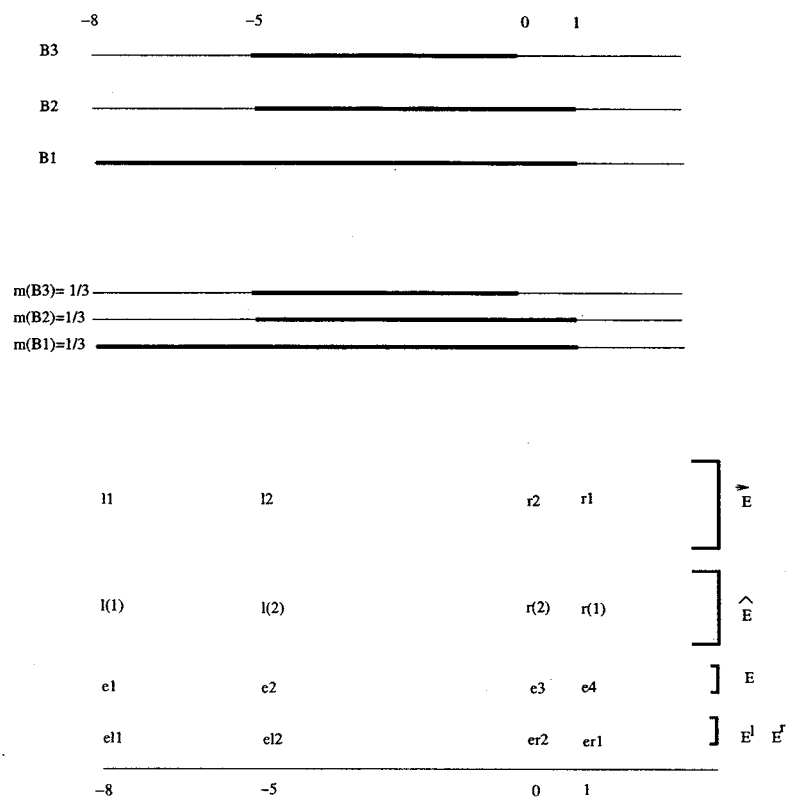 −8 −5 0 1
B3
B2
B1
m(B3)= 1/3
m(B2)=1/3
m(B1)=1/3
l1 l2 r2 r1 E
l(1) l(2) r(2) r(1) E
e1 e2 e3 e4 E
el1 el2 er2 er1 E^l E^r
−8 −5 0 1